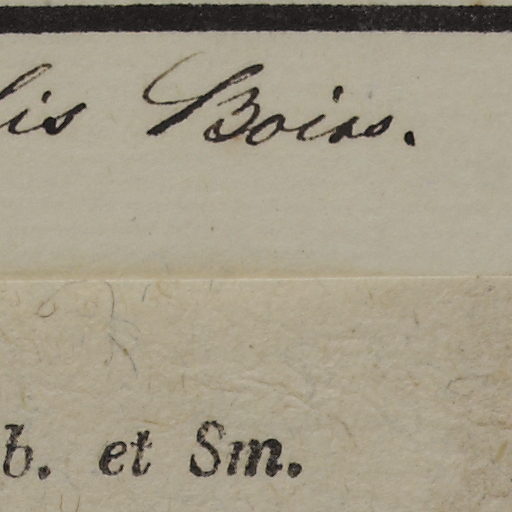 lis Boiss.
b. et Sm.